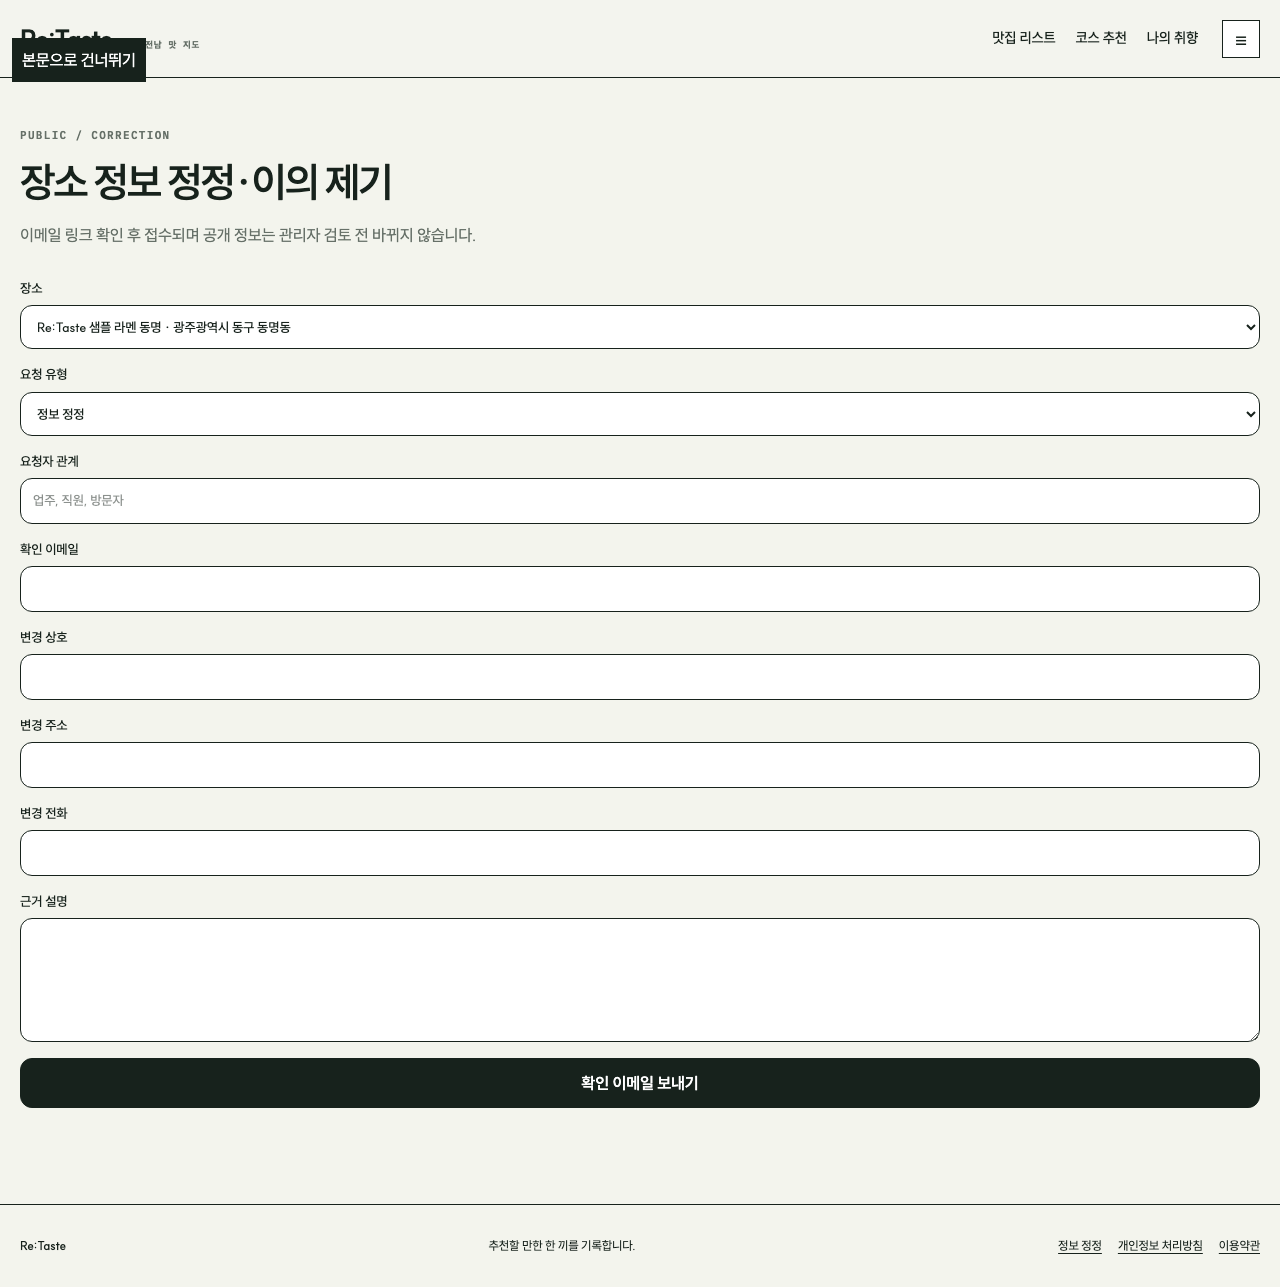 본문으로 건너뛰기
전남 맛 지도
맛집 리스트
코스 추천
나의 취향
PUBLIC / CORRECTION
장소 정보 정정·이의 제기
이메일 링크 확인 후 접수되며 공개 정보는 관리자 검토 전 바뀌지 않습니다.
장소
Re:Taste 샘플 라멘 동명 · 광주광역시 동구 동명동
요청 유형
정보 정정
요청자 관계
업주, 직원, 방문자
확인 이메일
변경 상호
변경 주소
변경 전화
근거 설명
확인 이메일 보내기
Re:Taste
추천할 만한 한 끼를 기록합니다.
정보 정정
개인정보 처리방침
이용약관